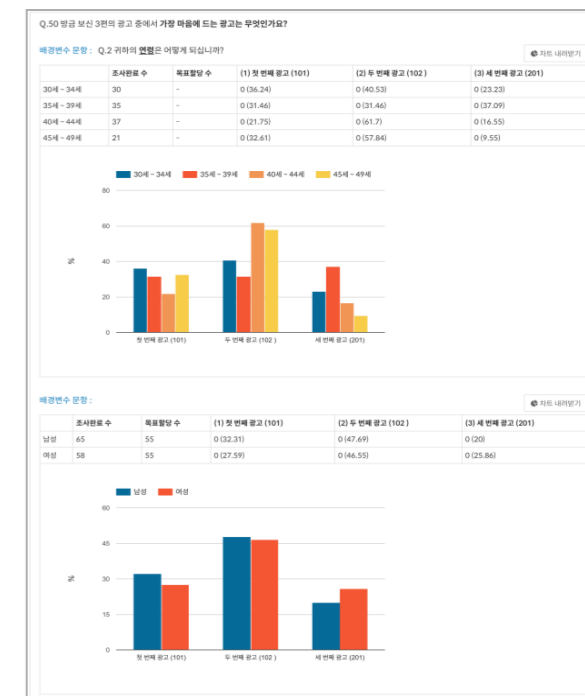 Q.50 방금 보신 3편의 광고 중에서 가장 마음에 드는 광고는 무엇인가요?
배경변수 문항 : Q.2 귀하의 연령은 어떻게 되십니까?
차트 내려받기
조사완료 수 목표할당 수 (1) 첫 번째 광고 (101) (2) 두 번째 광고 (102 ) (3) 세 번째 광고 (201)
30세 ~ 34세 30 - 0 (36.24) 0 (40.53) 0 (23.23)
35세 ~ 39세 35 - 0 (31.46) 0 (31.46) 0 (37.09)
40세 ~ 44세 37 - 0 (21.75) 0 (61.7) 0 (16.55)
45세 ~ 49세 21 - 0 (32.61) 0 (57.84) 0 (9.55)
30세 ~ 34세 35세 ~ 39세 40세 ~ 44세 45세 ~ 49세
80
60
%
40
20
0
첫 번째 광고 (101) 두 번째 광고 (102 ) 세 번째 광고 (201)
배경변수 문항 :
차트 내려받기
조사완료 수 목표할당 수 (1) 첫 번째 광고 (101) (2) 두 번째 광고 (102 ) (3) 세 번째 광고 (201)
남성 65 55 0 (32.31) 0 (47.69) 0 (20)
여성 58 55 0 (27.59) 0 (46.55) 0 (25.86)
남성 여성
60
45
%
30
15
0
첫 번째 광고 (101) 두 번째 광고 (102 ) 세 번째 광고 (201)